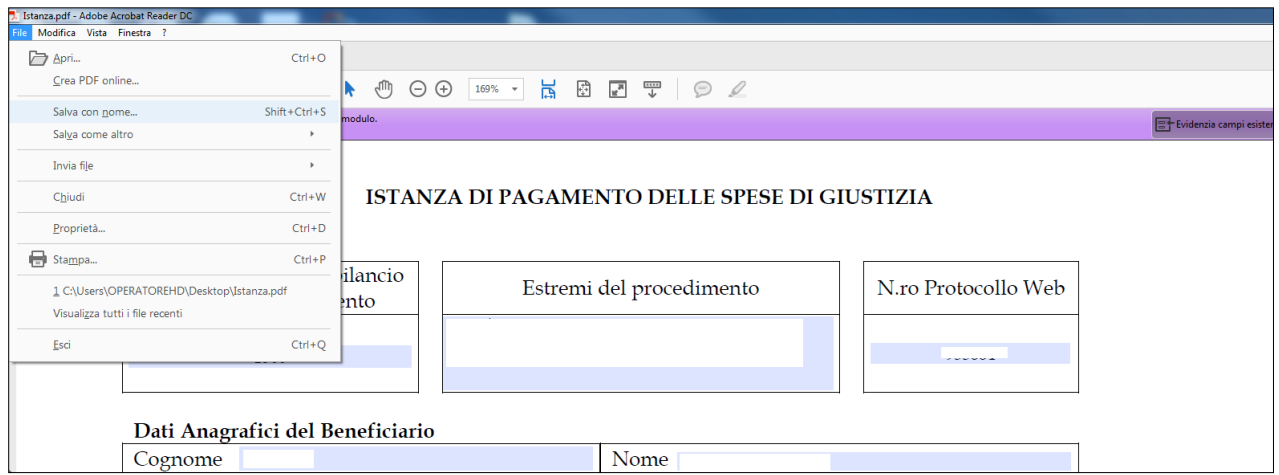 Istanza.pdf - Adobe Acrobat Reader DC
File Modifica Vista Finestra ?
Apri... Ctrl+O
Crea PDF online...
Salva con nome... Shift+Ctrl+S
Salva come altro
Invia file
Chiudi Ctrl+W
Proprietà... Ctrl+D
Stampa... Ctrl+P
1 C:\Users\OPERATOREHD\Desktop\Istanza.pdf
Visualizza tutti i file recenti
Esci Ctrl+Q
169%
modulo.
Evidenzia campi esister
ISTANZA DI PAGAMENTO DELLE SPESE DI GIUSTIZIA
ilancio
ento
Estremi del procedimento
N.ro Protocollo Web
Dati Anagrafici del Beneficiario
Cognome
Nome